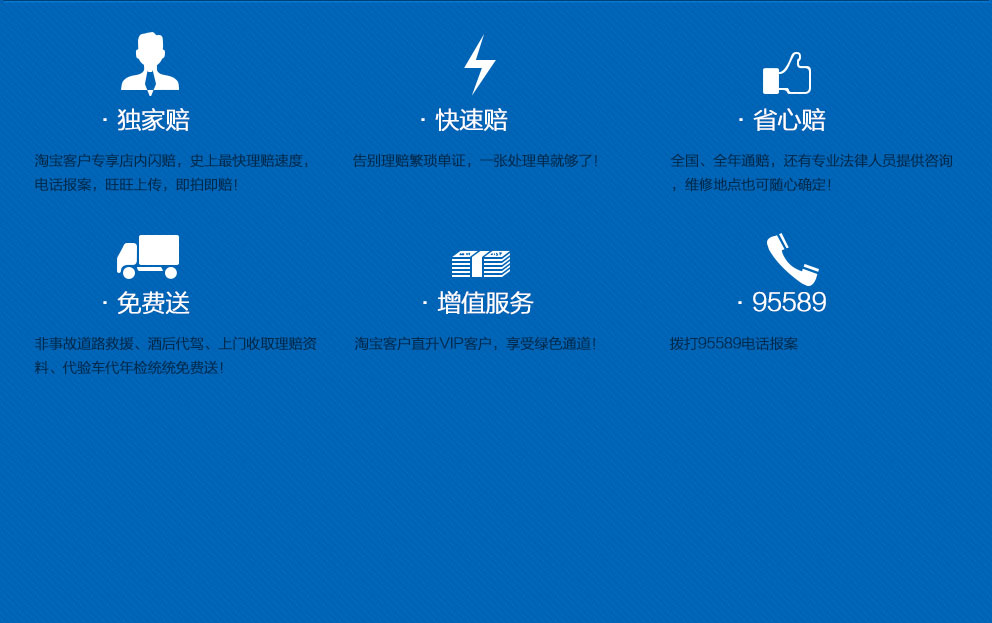 · 独家赔
· 快速赔
· 省心赔
淘宝客户专享店内闪赔，史上最快理赔速度，
电话报案，旺旺上传，即拍即赔！
告别理赔繁琐单证，一张处理单就够了！
全国、全年通赔，还有专业法律人员提供咨询
，维修地点也可随心确定！
· 免费送
· 增值服务
· 95589
非事故道路救援、酒后代驾、上门收取理赔资
料、代验车代年检统统免费送！
淘宝客户直升VIP客户，享受绿色通道！
拨打95589电话报案